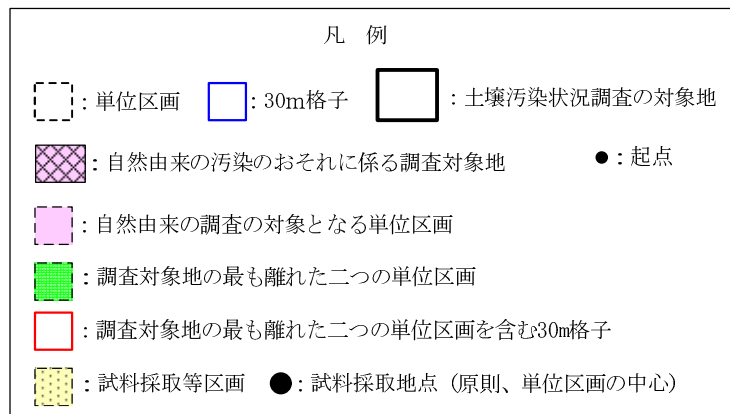 凡 例
：単位区画 ：30m格子 ：土壌汚染状況調査の対象地
：自然由来の汚染のおそれに係る調査対象地 ：起点
：自然由来の調査の対象となる単位区画
：調査対象地の最も離れた二つの単位区画
：調査対象地の最も離れた二つの単位区画を含む30m格子
：試料採取等区画 ：試料採取地点（原則、単位区画の中心）